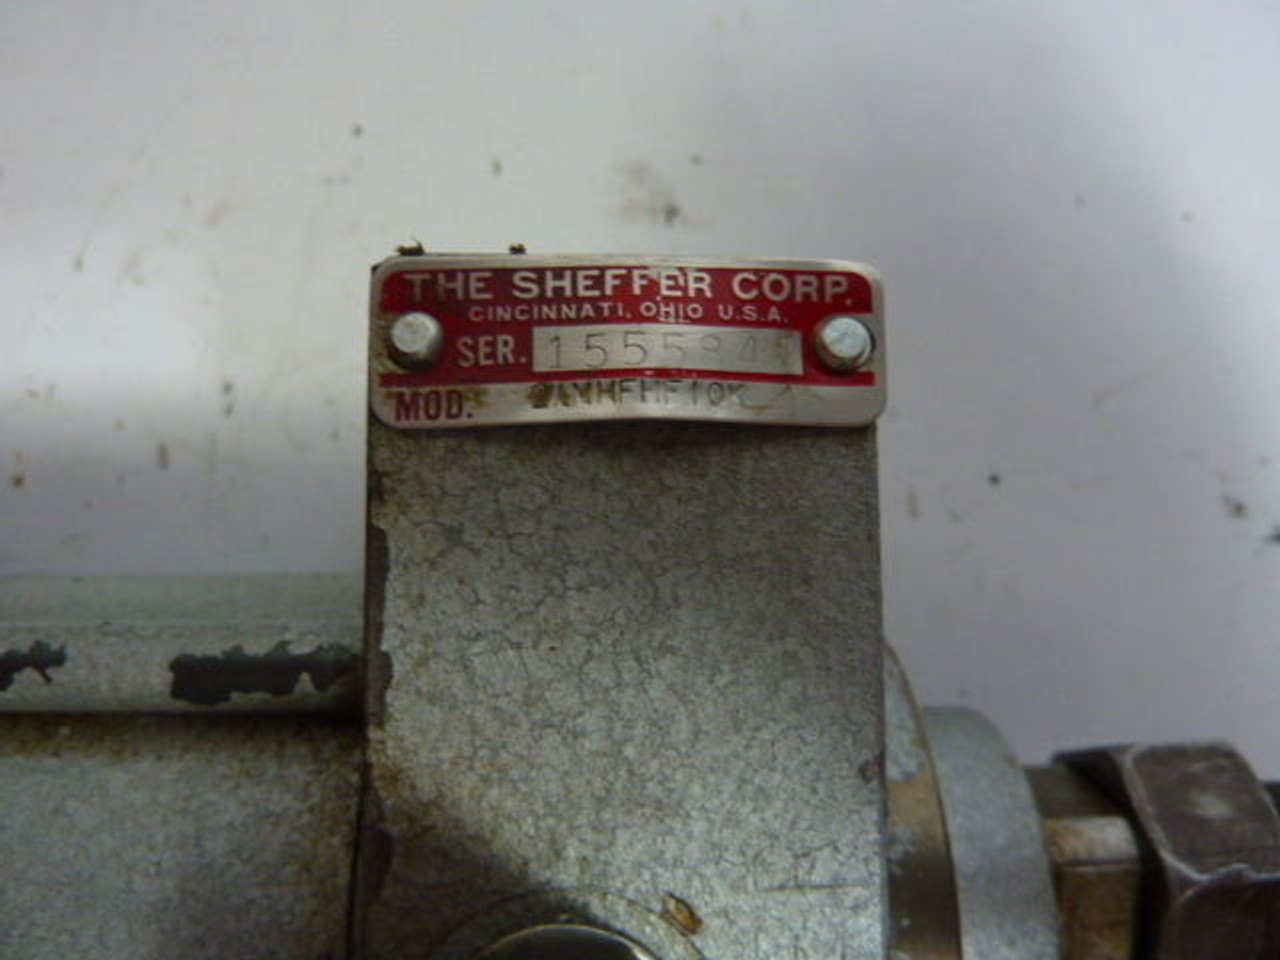 THE SHEFFER CORP.
CINCINNATI, OHIO U.S.A.
SER.
MOD.